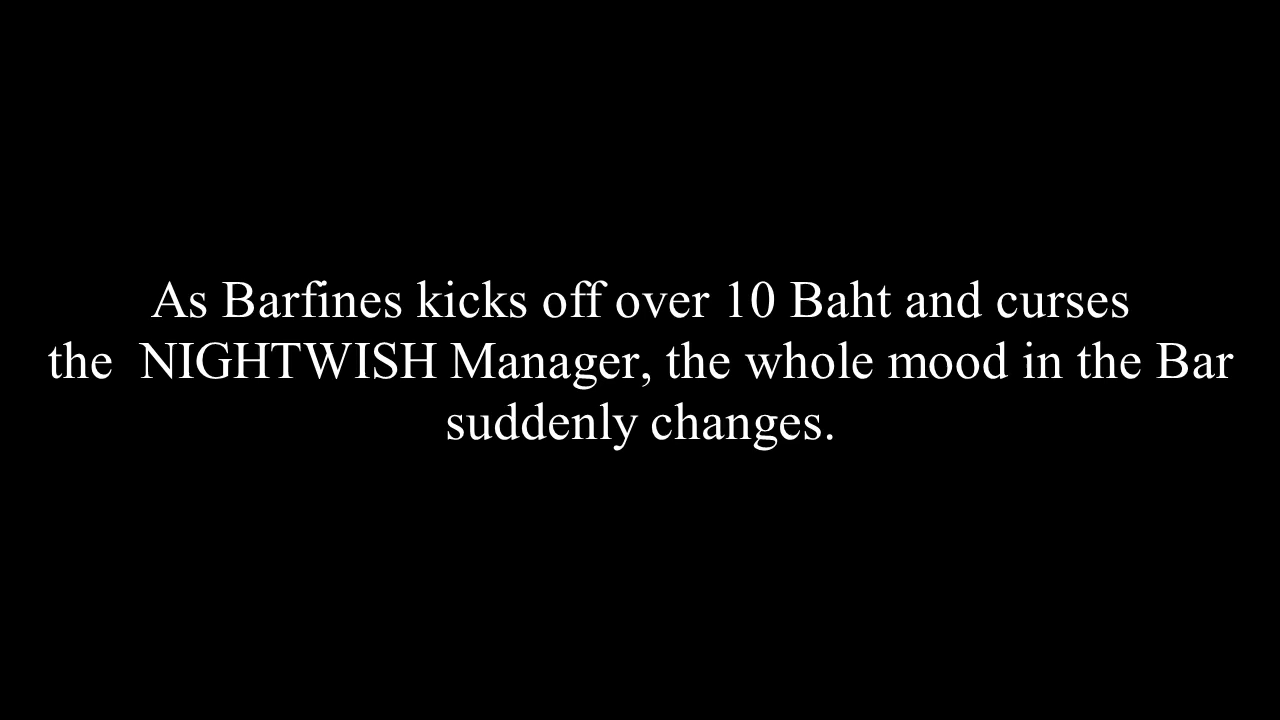 As Barfines kicks off over 10 Baht and curses
the  NIGHTWISH Manager, the whole mood in the Bar
suddenly changes.